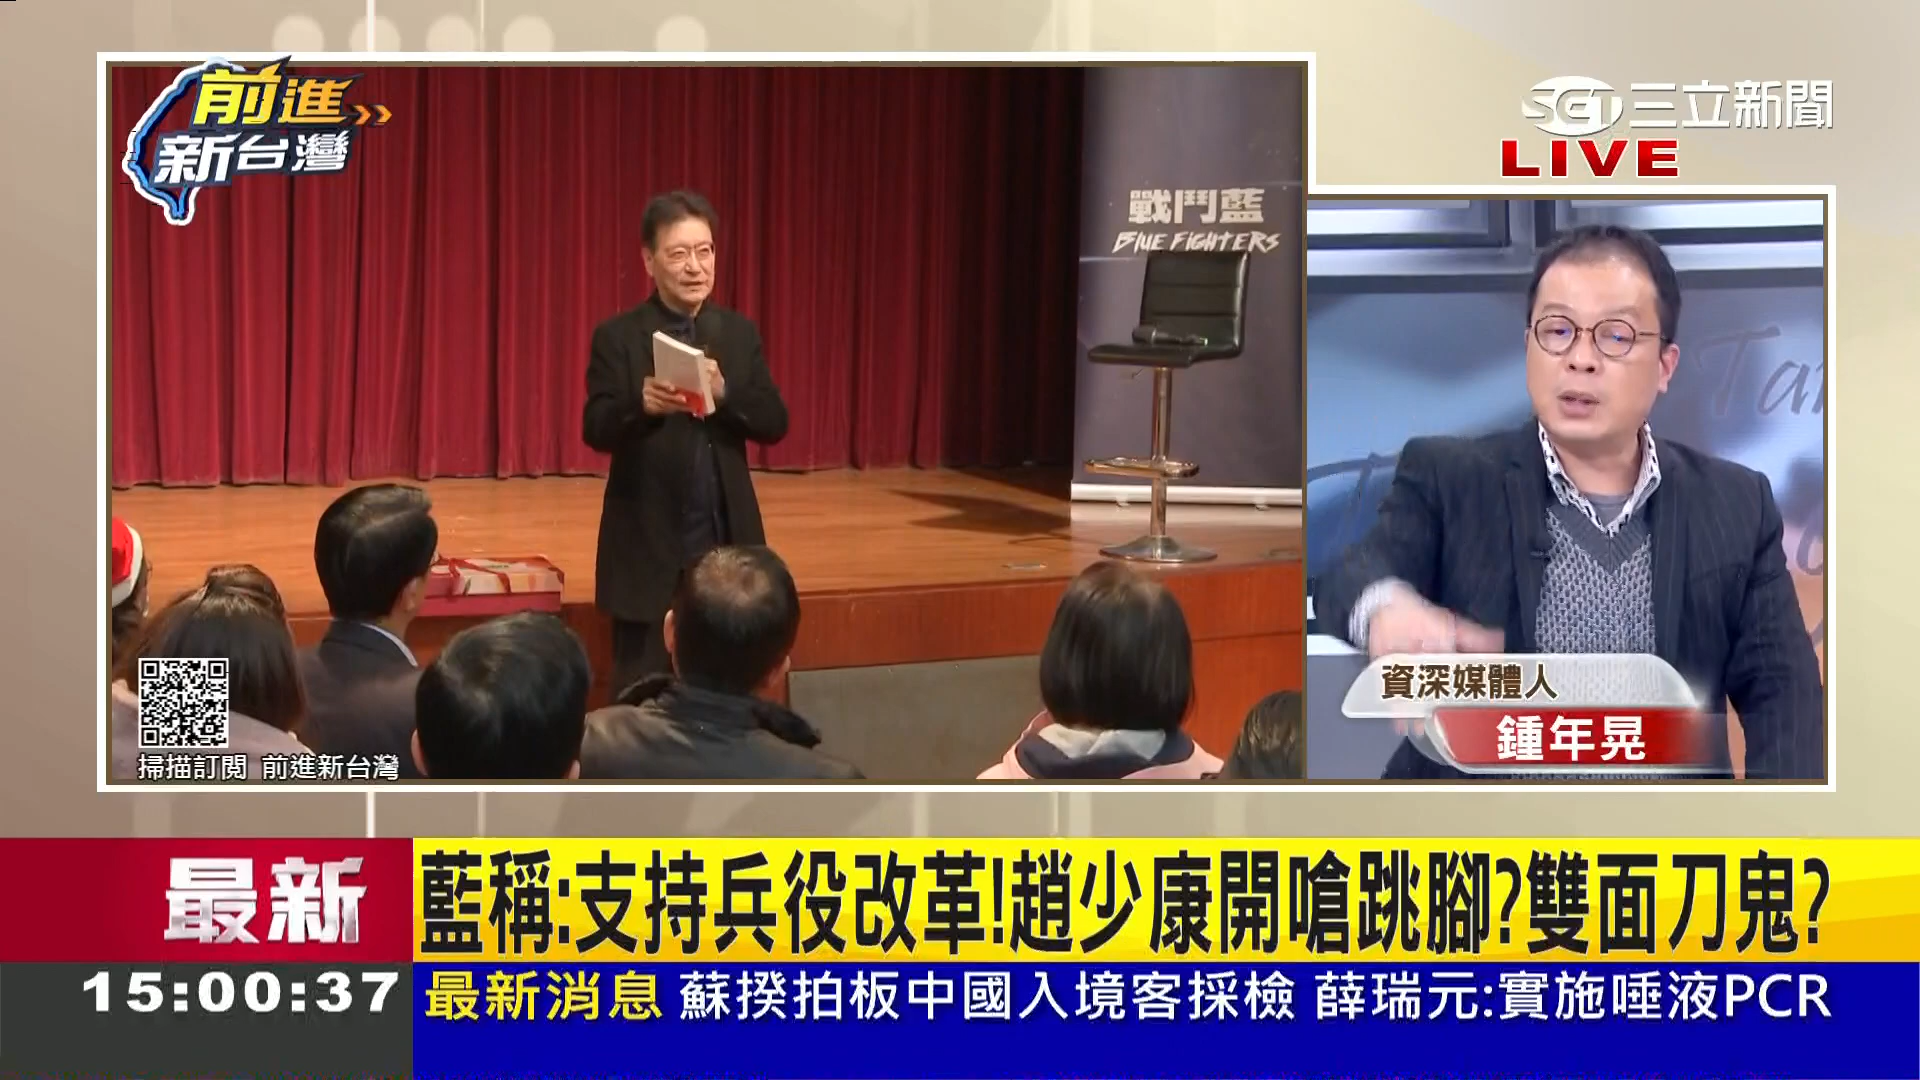 前進
新台灣
SET三立新聞
LIVE
戰鬥藍
BLUE FIGHTERS
Tai
資深媒體人
鍾年晃
掃描訂閱 前進新台灣
最新
藍稱:支持兵役改革!趙少康開嗆跳腳?雙面刀鬼?
15:00:37
最新消息 蘇揆拍板中國入境客採檢 薛瑞元:實施唾液PCR